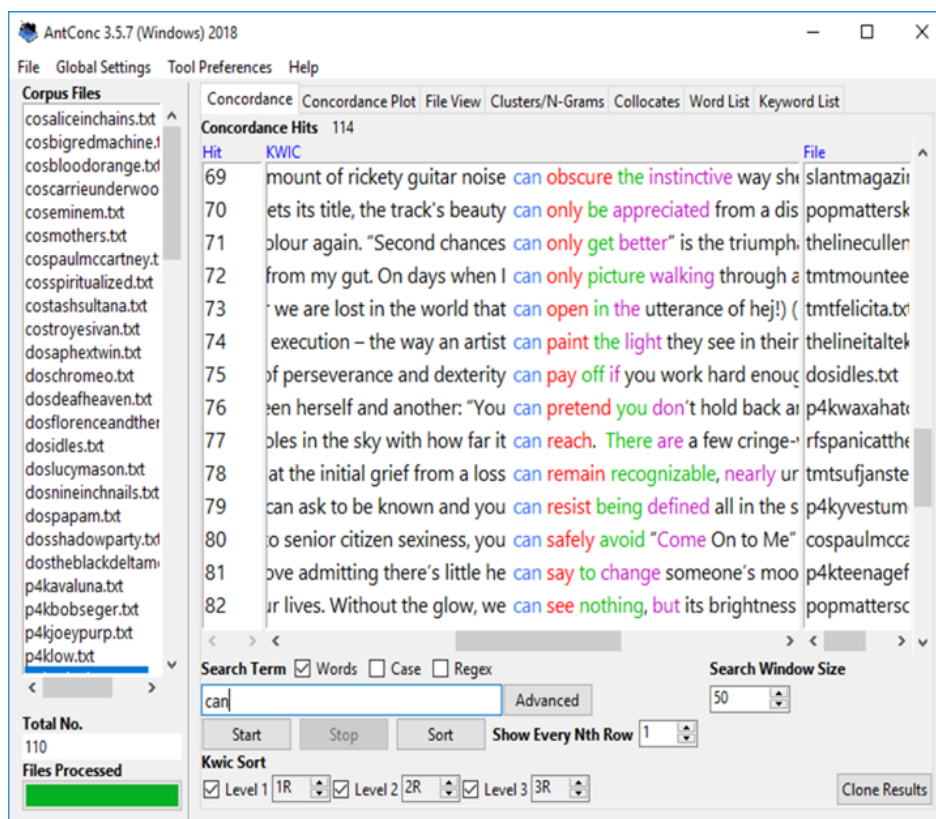 AntConc 3.5.7 (Windows) 2018
File Global Settings Tool Preferences Help
Corpus Files
cosaliceinchains.txt
cosbigredmachine.t
cosbloodorange.txt
coscarrieunderwoo
coseminem.txt
cosmothers.txt
cospaulmccartney.t
cosspiritualized.txt
costashsultana.txt
costroyesivan.txt
dosaphextwin.txt
doschromeo.txt
dosdeafheaven.txt
dosflorenceandther
dosidles.txt
doslucymason.txt
dosnineinchnails.txt
dospapam.txt
dosshadowparty.txt
dostheblackdeltam
p4kavaluna.txt
p4kbobseger.txt
p4kjoeypurp.txt
p4klow.txt
Total No.
110
Files Processed
Concordance Concordance Plot File View Clusters/N-Grams Collocates Word List Keyword List
Concordance Hits 114
Hit KWIC File
69 mount of rickety guitar noise can obscure the instinctive way she slantmagazi
70 ets its title, the track's beauty can only be appreciated from a dis popmattersk
71 olour again. “Second chances can only get better” is the triumpha thelinecullen
72 from my gut. On days when I can only picture walking through a tmtmountee
73 r we are lost in the world that can open in the utterance of hej!) ( tmtfelicita.txt
74 execution – the way an artist can paint the light they see in their thelineitaltek
75 of perseverance and dexterity can pay off if you work hard enoug dosidles.txt
76 een herself and another: “You can pretend you don’t hold back ar p4kwaxahatc
77 oles in the sky with how far it can reach. There are a few cringe- rfspanicatthe
78 at the initial grief from a loss can remain recognizable, nearly ur tmtsufjanste
79 can ask to be known and you can resist being defined all in the s p4kyvestum
80 to senior citizen sexiness, you can safely avoid “Come On to Me” cospaulmcca
81 ove admitting there’s little he can say to change someone’s moo p4kteenagef
82 ur lives. Without the glow, we can see nothing, but its brightness popmattersc
Search Term Words Case Regex Search Window Size
can Advanced 50
Start Stop Sort Show Every Nth Row 1
Kwic Sort
Level 1 1R Level 2 2R Level 3 3R Clone Results